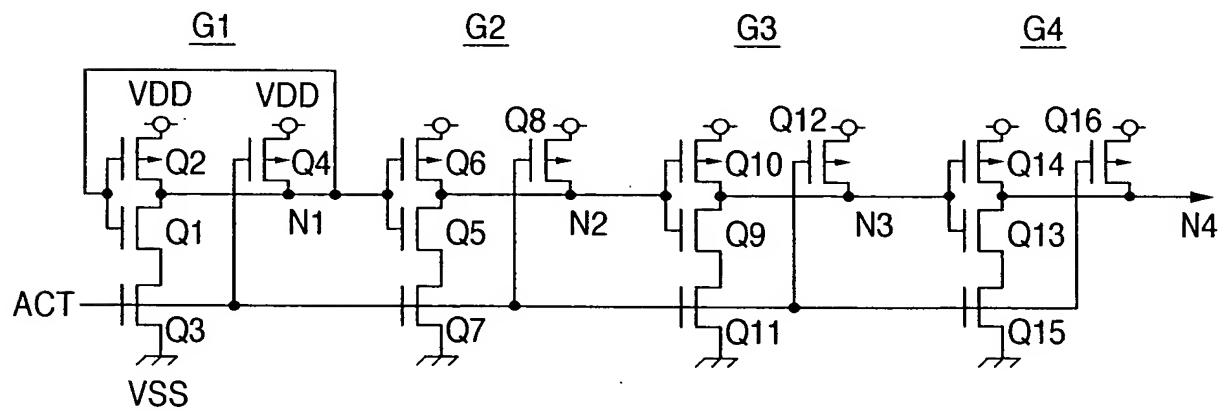 G1 G2 G3 G4
VDD VDD
Q2 Q4 Q6 Q8 Q10 Q12 Q14 Q16
Q1 N1 Q5 N2 Q9 N3 Q13 N4
ACT
Q3 Q7 Q11 Q15
VSS